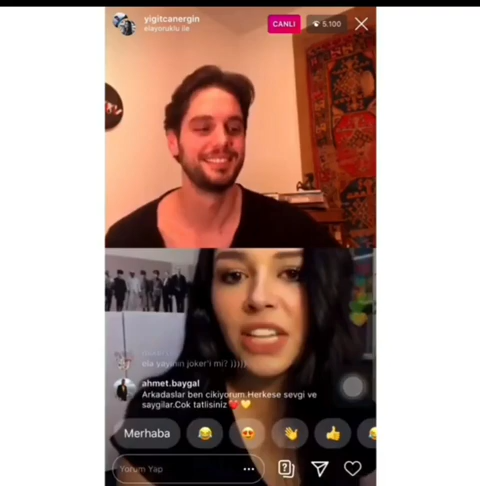 yigitcanergin
elayoruklu ile
CANLI
5.100
ela yayının joker'i mi? )))))
ahmet.baygal
Arkadaslar ben cikiyorum.Herkese sevgi ve
saygilar.Cok tatlisiniz
Merhaba
Yorum Yap